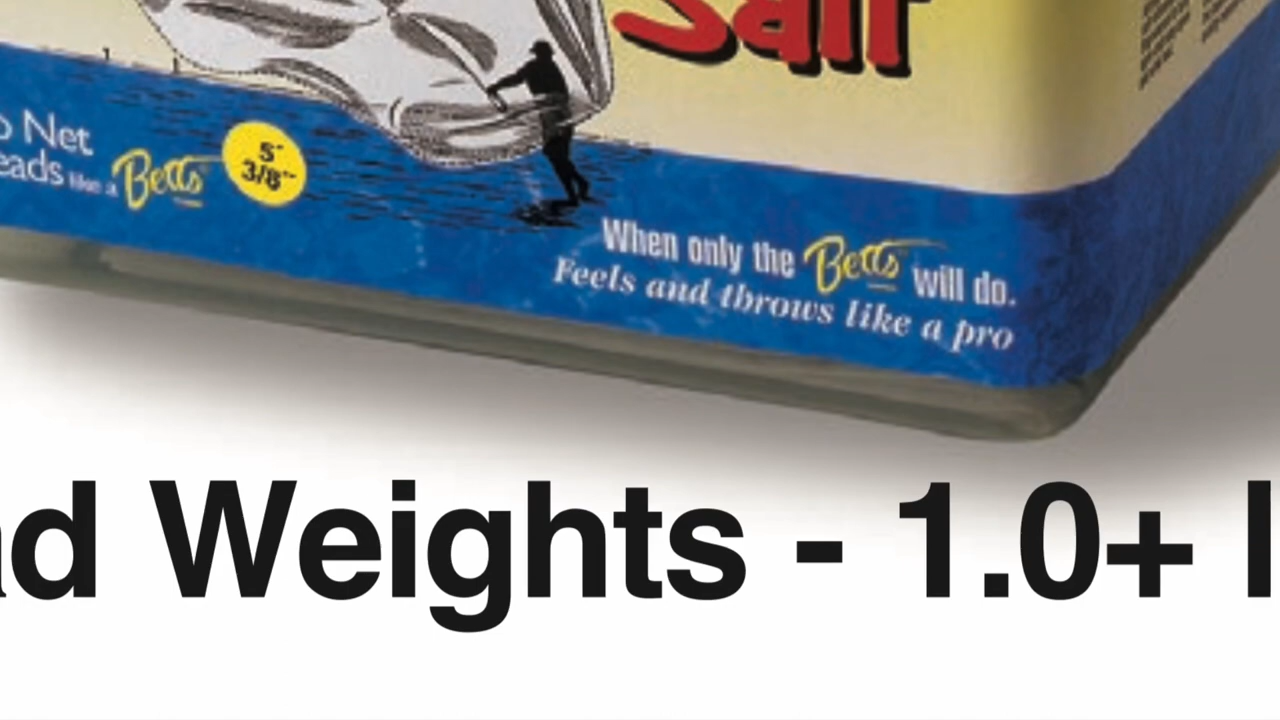 Salt
Net
like a Betts
5'
3/8"
When only the Betts will do.
Feels and throws like a pro
Weights - 1.0+